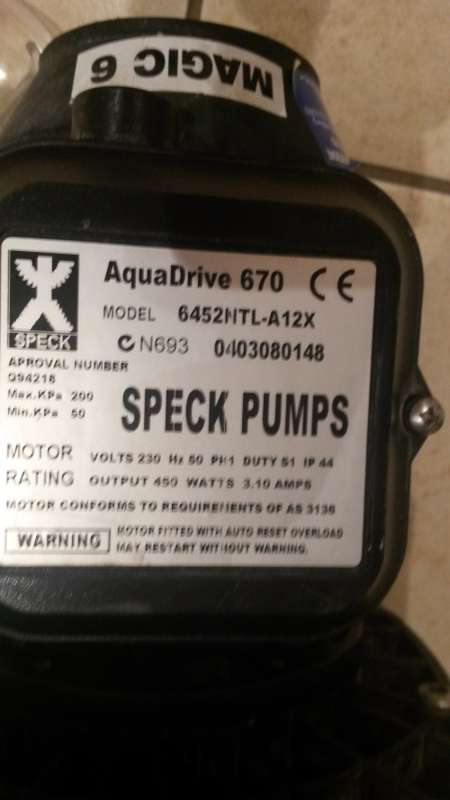 MAGIC 6
AquaDrive 670 CE
SPECK
MODEL 6452NTL-A12X
N693 0403080148
APROVAL NUMBER
Q94218
Max.KPa 200
Min.KPa 50
SPECK PUMPS
MOTOR RATING
VOLTS 230 Hz 50 PH1 DUTY S1 IP 44
OUTPUT 450 WATTS 3.10 AMPS
MOTOR CONFORMS TO REQUIREMENTS OF AS 3136
WARNING
MOTOR FITTED WITH AUTO RESET OVERLOAD
MAY RESTART WITHOUT WARNING.